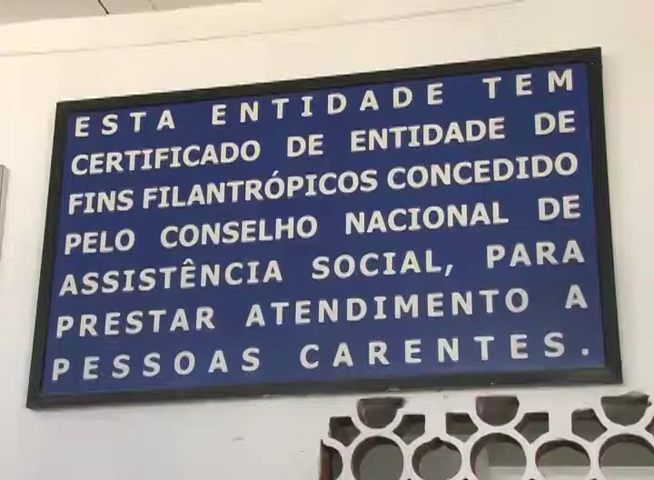 ESTA ENTIDADE TEM
CERTIFICADO DE ENTIDADE DE
FINS FILANTRÓPICOS CONCEDIDO
PELO CONSELHO NACIONAL DE
ASSISTÊNCIA SOCIAL, PARA
PRESTAR ATENDIMENTO A
PESSOAS CARENTES.